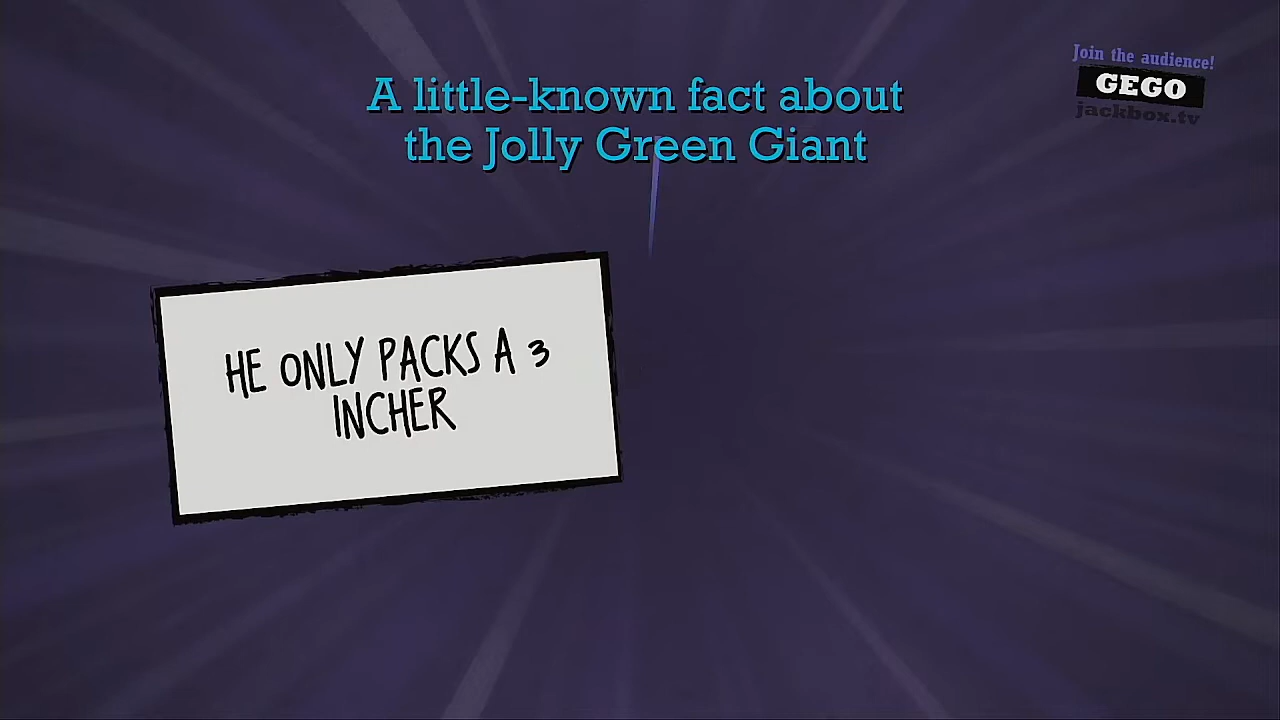 A little-known fact about
the Jolly Green Giant
Join the audience!
GEGO
jackbox.tv
HE ONLY PACKS A 3
INCHER